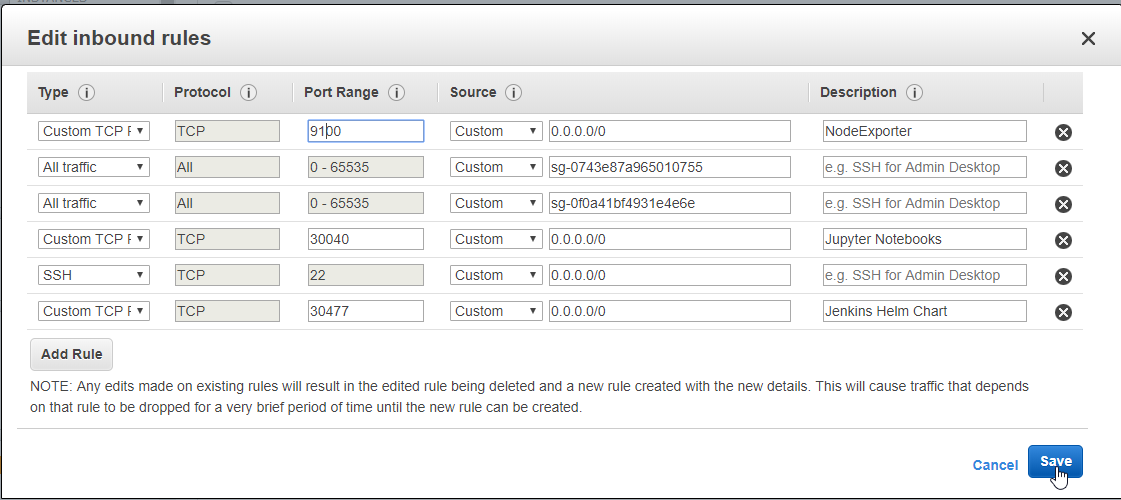 Edit inbound rules
Type Protocol Port Range Source Description
Custom TCP F TCP 9100 Custom 0.0.0.0/0 NodeExporter
All traffic All 0 - 65535 Custom sg-0743e87a965010755 e.g. SSH for Admin Desktop
All traffic All 0 - 65535 Custom sg-0f0a41bf4931e4e6e e.g. SSH for Admin Desktop
Custom TCP F TCP 30040 Custom 0.0.0.0/0 Jupyter Notebooks
SSH TCP 22 Custom 0.0.0.0/0 e.g. SSH for Admin Desktop
Custom TCP F TCP 30477 Custom 0.0.0.0/0 Jenkins Helm Chart
Add Rule
NOTE: Any edits made on existing rules will result in the edited rule being deleted and a new rule created with the new details. This will cause traffic that depends
on that rule to be dropped for a very brief period of time until the new rule can be created.
Cancel Save